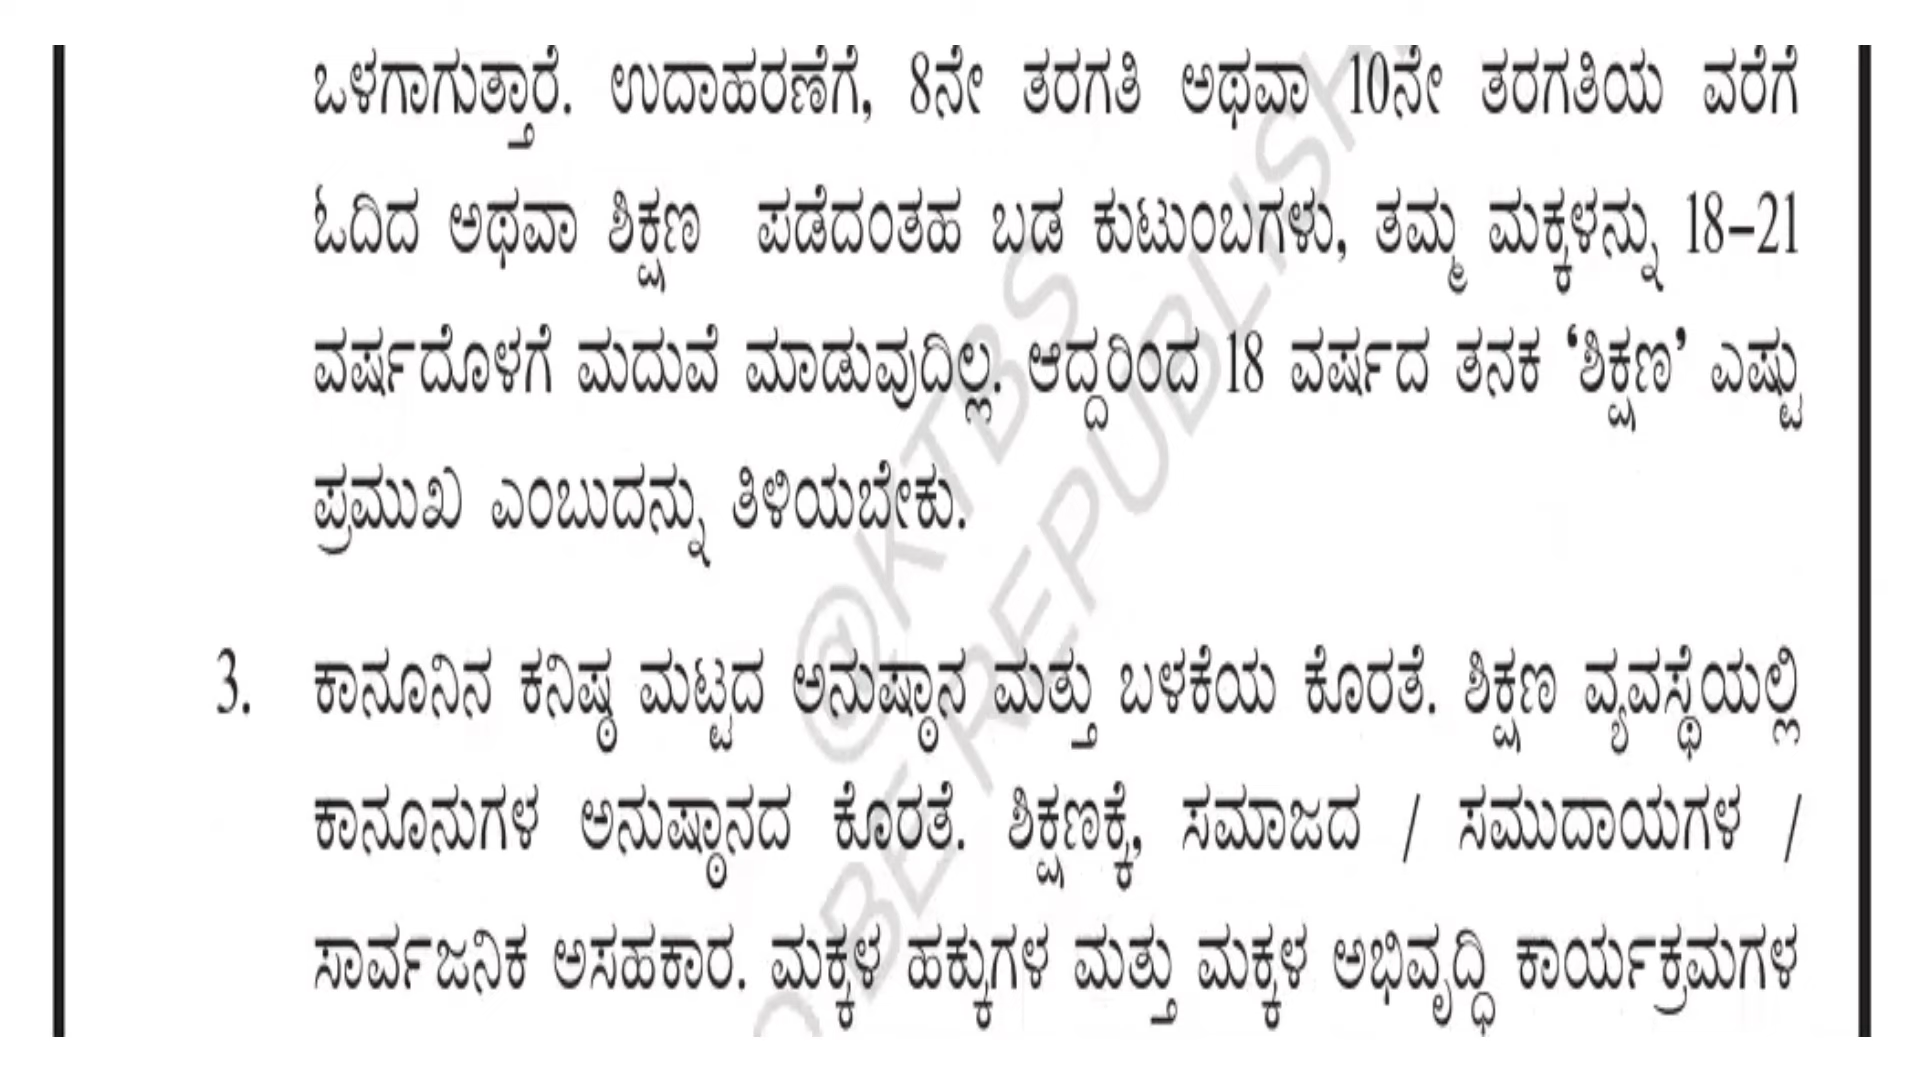 ಒಳಗಾಗುತ್ತಾರೆ. ಉದಾಹರಣೆಗೆ, 8ನೇ ತರಗತಿ ಅಥವಾ 10ನೇ ತರಗತಿಯ ವರೆಗೆ
ಓದಿದ ಅಥವಾ ಶಿಕ್ಷಣ ಪಡೆದಂತಹ ಬಡ ಕುಟುಂಬಗಳು, ತಮ್ಮ ಮಕ್ಕಳನ್ನು 18–21
ವರ್ಷದೊಳಗೆ ಮದುವೆ ಮಾಡುವುದಿಲ್ಲ. ಆದ್ದರಿಂದ 18 ವರ್ಷದ ತನಕ ‘ಶಿಕ್ಷಣ’ ಎಷ್ಟು
ಪ್ರಮುಖ ಎಂಬುದನ್ನು ತಿಳಿಯಬೇಕು.
3. ಕಾನೂನಿನ ಕನಿಷ್ಠ ಮಟ್ಟದ ಅನುಷ್ಠಾನ ಮತ್ತು ಬಳಕೆಯ ಕೊರತೆ. ಶಿಕ್ಷಣ ವ್ಯವಸ್ಥೆಯಲ್ಲಿ
ಕಾನೂನುಗಳ ಅನುಷ್ಠಾನದ ಕೊರತೆ. ಶಿಕ್ಷಣಕ್ಕೆ, ಸಮಾಜದ / ಸಮುದಾಯಗಳ /
ಸಾರ್ವಜನಿಕ ಅಸಹಕಾರ. ಮಕ್ಕಳ ಹಕ್ಕುಗಳ ಮತ್ತು ಮಕ್ಕಳ ಅಭಿವೃದ್ಧಿ ಕಾರ್ಯಕ್ರಮಗಳ
@KTBS
BE REPUBLISH